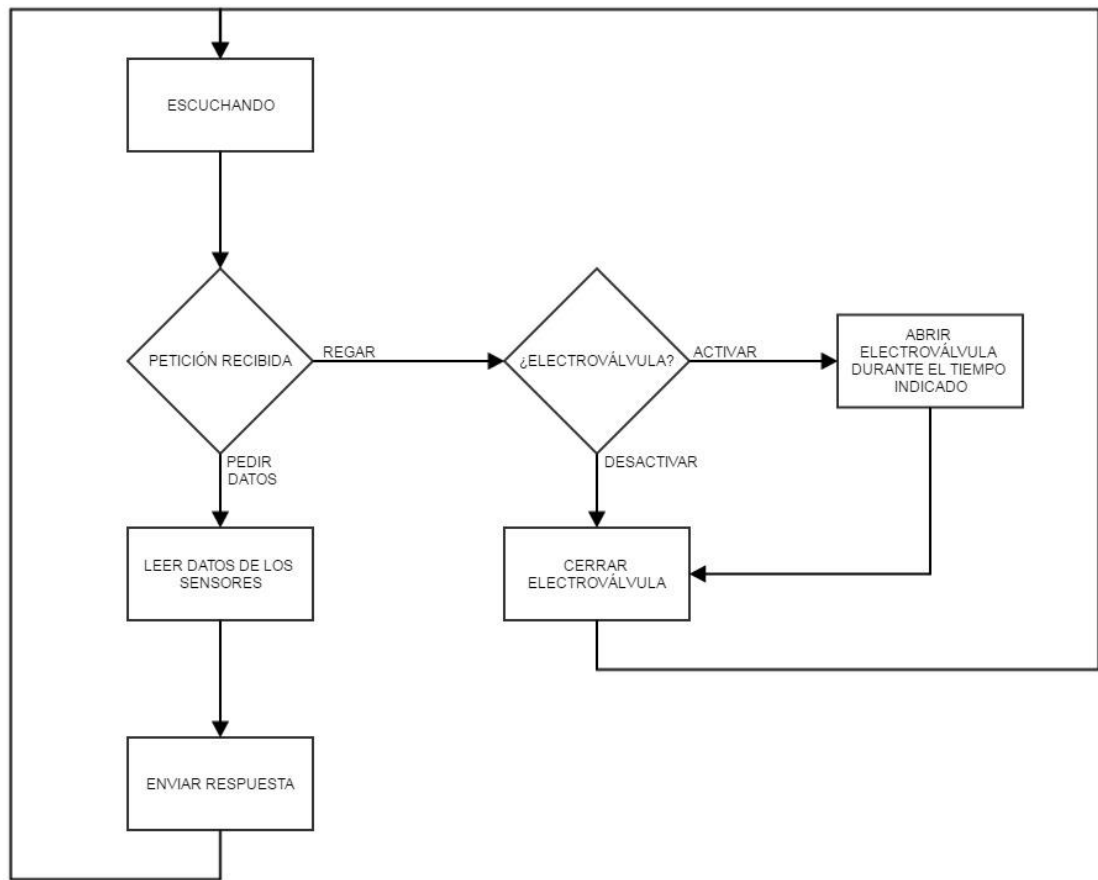 ESCUCHANDO
PETICIÓN RECIBIDA
REGAR
¿ELECTROVÁLVULA?
ACTIVAR
ABRIR
ELECTROVÁLVULA
DURANTE EL TIEMPO
INDICADO
PEDIR
DATOS
DESACTIVAR
LEER DATOS DE LOS
SENSORES
CERRAR
ELECTROVÁLVULA
ENVIAR RESPUESTA